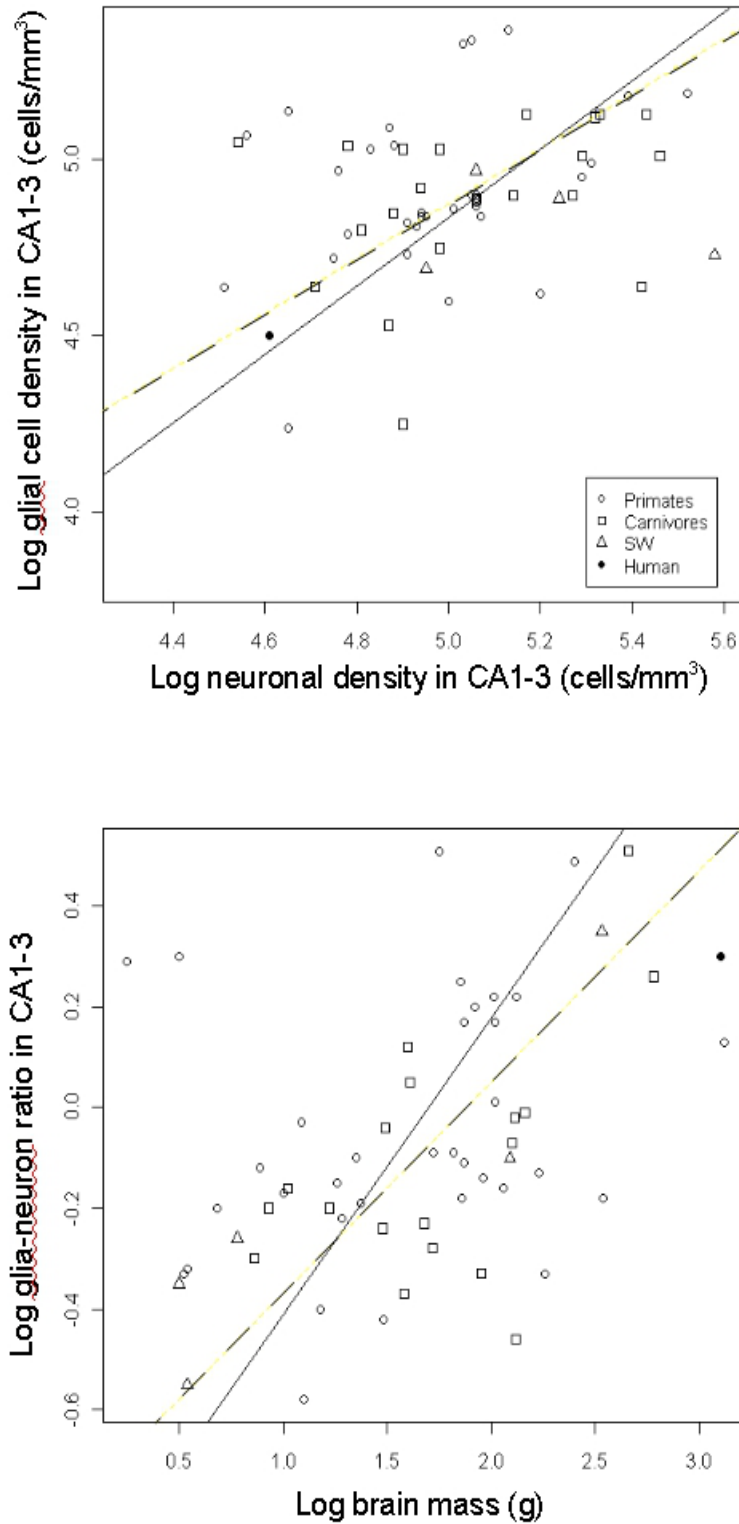 Log glial cell density in CA1-3 (cells/mm³)
5.0
4.5
4.0
Primates
Carnivores
SW
Human
4.4 4.6 4.8 5.0 5.2 5.4 5.6
Log neuronal density in CA1-3 (cells/mm³)
Log glia-neuron ratio in CA1-3
0.4
0.2
0.0
-0.2
-0.4
-0.6
0.5 1.0 1.5 2.0 2.5 3.0
Log brain mass (g)